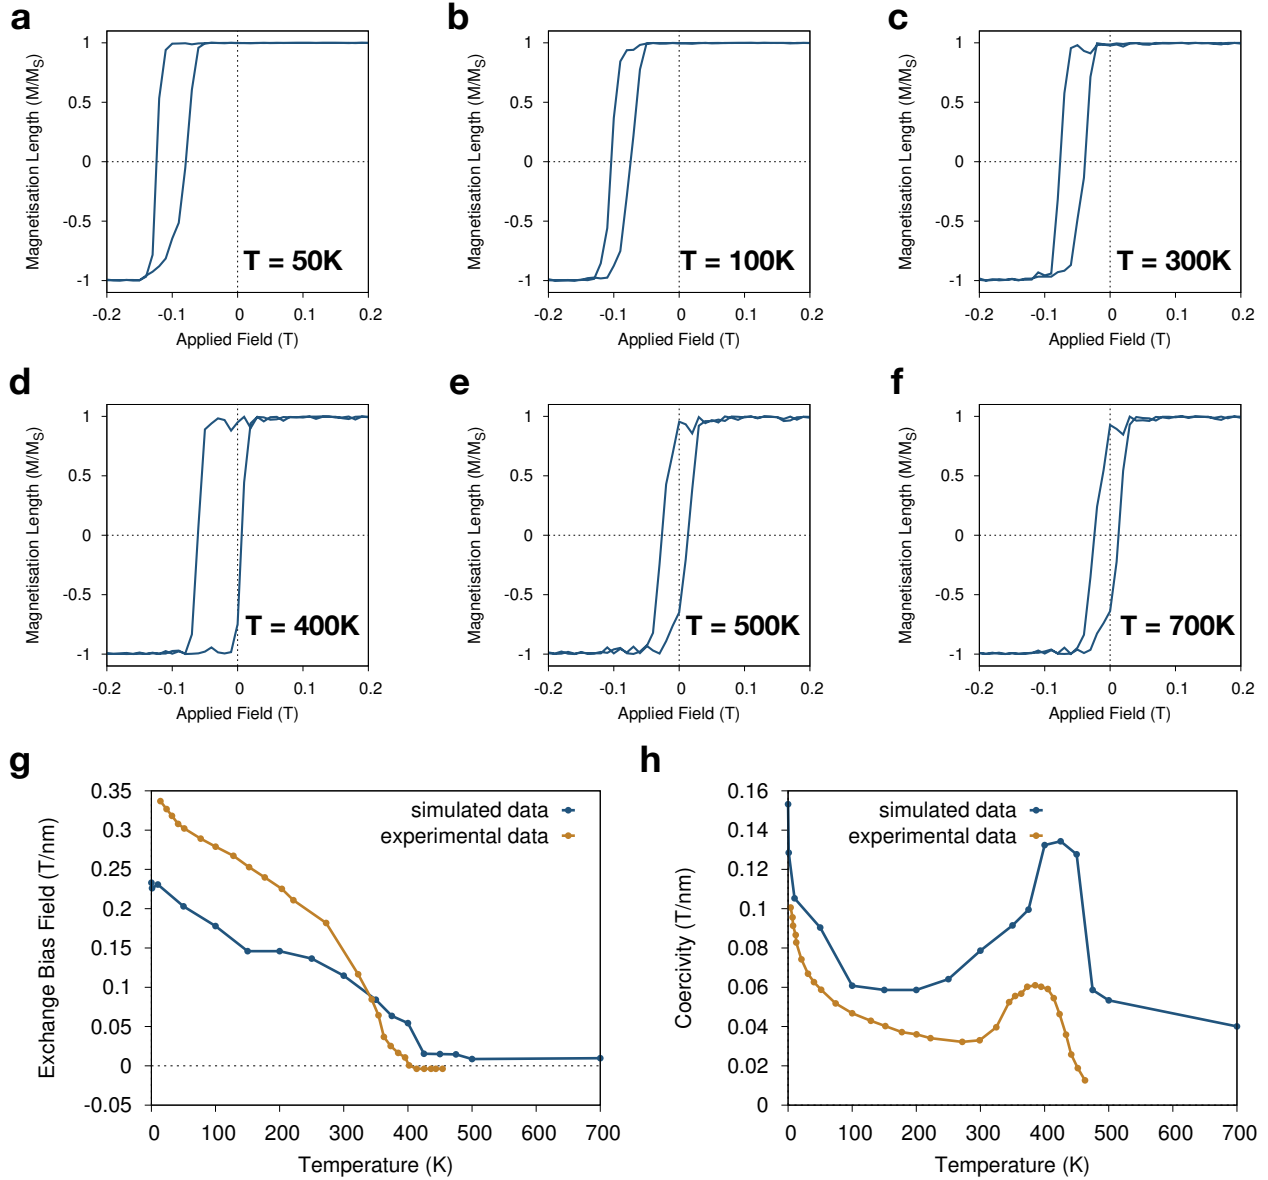 a
Magnetisation Length (M/MS)
1
0.5
0
-0.5
-1
T = 50K
-0.2 -0.1 0 0.1 0.2
Applied Field (T)
b
Magnetisation Length (M/MS)
1
0.5
0
-0.5
-1
T = 100K
-0.2 -0.1 0 0.1 0.2
Applied Field (T)
c
Magnetisation Length (M/MS)
1
0.5
0
-0.5
-1
T = 300K
-0.2 -0.1 0 0.1 0.2
Applied Field (T)
d
Magnetisation Length (M/MS)
1
0.5
0
-0.5
-1
T = 400K
-0.2 -0.1 0 0.1 0.2
Applied Field (T)
e
Magnetisation Length (M/MS)
1
0.5
0
-0.5
-1
T = 500K
-0.2 -0.1 0 0.1 0.2
Applied Field (T)
f
Magnetisation Length (M/MS)
1
0.5
0
-0.5
-1
T = 700K
-0.2 -0.1 0 0.1 0.2
Applied Field (T)
g
Exchange Bias Field (T/nm)
0.35
0.3
0.25
0.2
0.15
0.1
0.05
0
-0.05
simulated data
experimental data
0 100 200 300 400 500 600 700
Temperature (K)
h
Coercivity (T/nm)
0.16
0.14
0.12
0.1
0.08
0.06
0.04
0.02
0
simulated data
experimental data
0 100 200 300 400 500 600 700
Temperature (K)